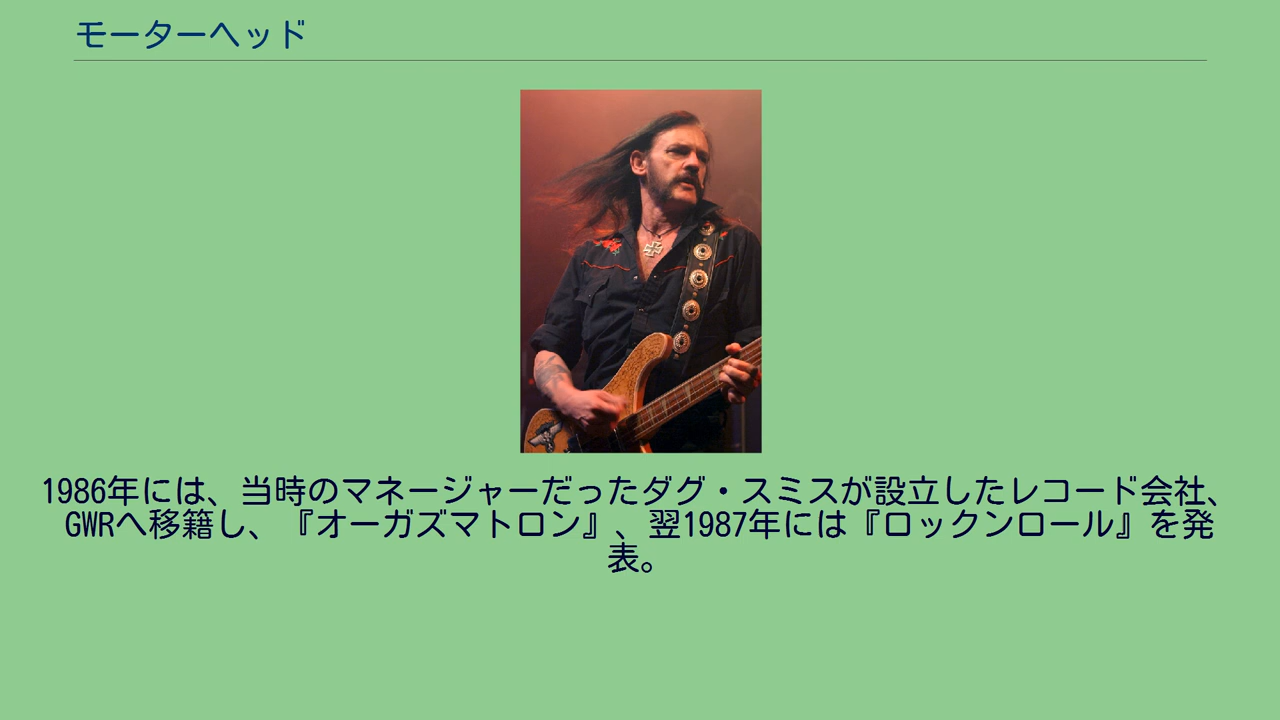 モーターヘッド
1986年には、当時のマネージャーだったダグ・スミスが設立したレコード会社、
GWRへ移籍し、『オーガズマトロン』、翌1987年には『ロックンロール』を発
表。